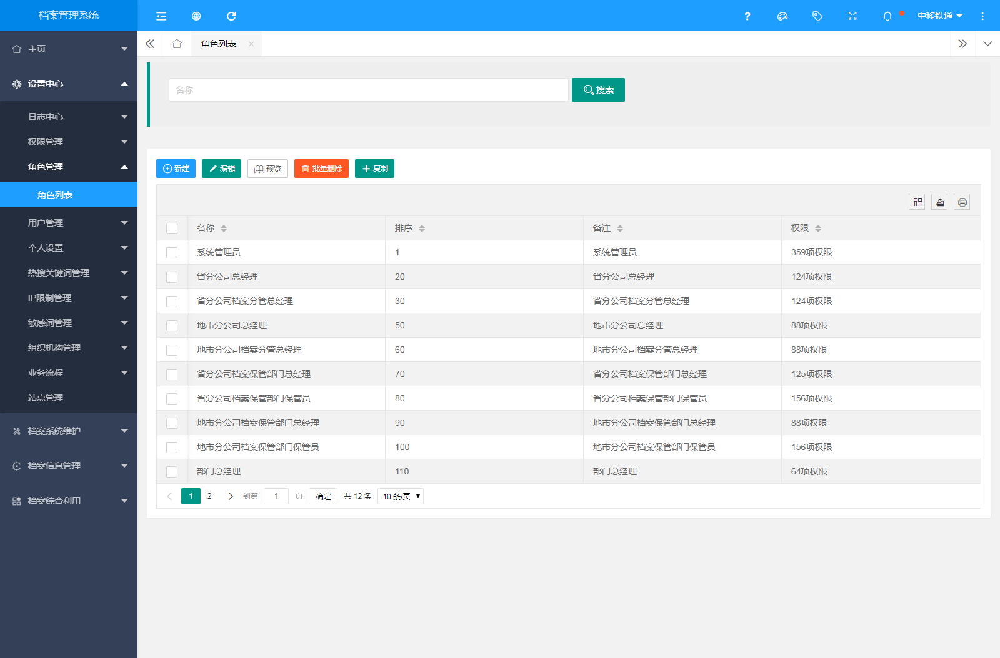 档案管理系统
?
中移铁通
主页
设置中心
日志中心
权限管理
角色管理
角色列表
用户管理
个人设置
热搜关键词管理
IP限制管理
敏感词管理
组织机构管理
业务流程
站点管理
档案系统维护
档案信息管理
档案综合利用
角色列表
名称
搜索
新建 编辑 预览 批量删除 复制
名称 排序 备注 权限
系统管理员 1 系统管理员 359项权限
省分公司总经理 20 省分公司总经理 124项权限
省分公司档案分管总经理 30 省分公司档案分管总经理 124项权限
地市分公司总经理 50 地市分公司总经理 88项权限
地市分公司档案分管总经理 60 地市分公司档案分管总经理 88项权限
省分公司档案保管部门总经理 70 省分公司档案保管部门总经理 125项权限
省分公司档案保管部门保管员 80 省分公司档案保管部门保管员 156项权限
地市分公司档案保管部门总经理 90 地市分公司档案保管部门总经理 88项权限
地市分公司档案保管部门保管员 100 地市分公司档案保管部门保管员 156项权限
部门总经理 110 部门总经理 64项权限
1 2 到第 1 页 确定 共 12 条 10 条/页